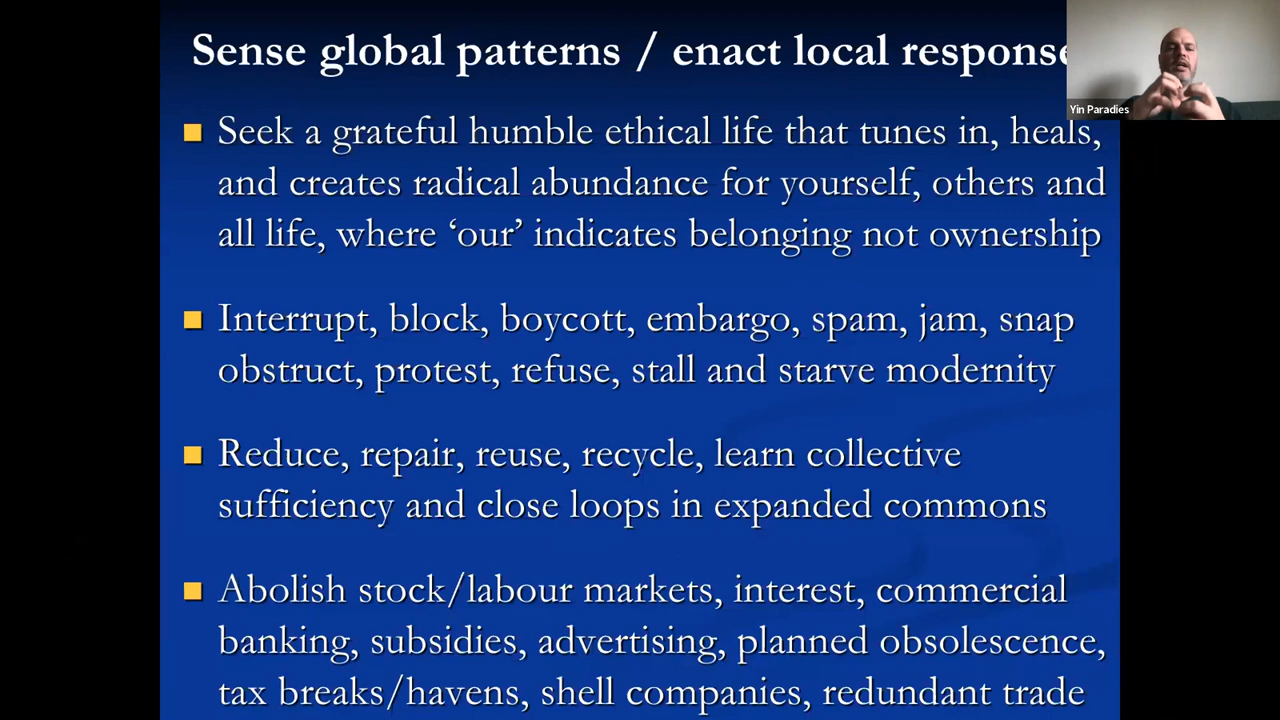 Sense global patterns / enact local response
Yin Paradies
Seek a grateful humble ethical life that tunes in, heals,
and creates radical abundance for yourself, others and
all life, where ‘our’ indicates belonging not ownership
Interrupt, block, boycott, embargo, spam, jam, snap
obstruct, protest, refuse, stall and starve modernity
Reduce, repair, reuse, recycle, learn collective
sufficiency and close loops in expanded commons
Abolish stock/labour markets, interest, commercial
banking, subsidies, advertising, planned obsolescence,
tax breaks/havens, shell companies, redundant trade